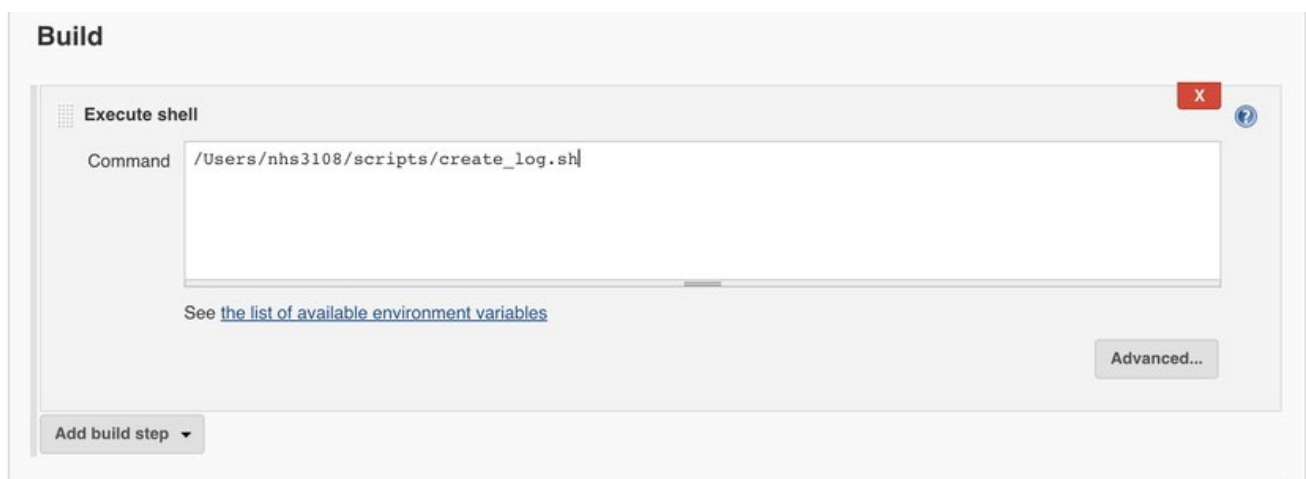 Build
Execute shell
X
?
Command
/Users/nhs3108/scripts/create_log.sh
See the list of available environment variables
Advanced...
Add build step